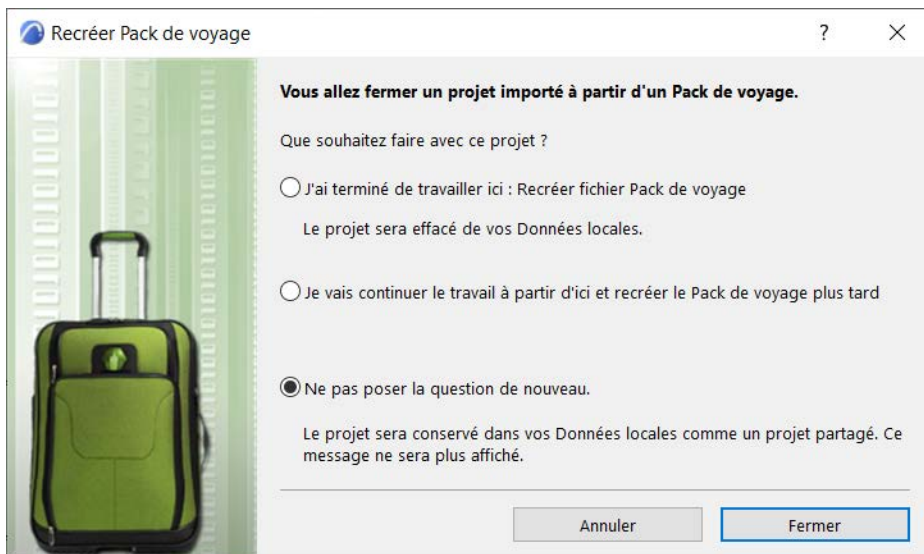 Recréer Pack de voyage
?
Vous allez fermer un projet importé à partir d'un Pack de voyage.
Que souhaitez faire avec ce projet ?
J'ai terminé de travailler ici : Recréer fichier Pack de voyage
Le projet sera effacé de vos Données locales.
Je vais continuer le travail à partir d'ici et recréer le Pack de voyage plus tard
Ne pas poser la question de nouveau.
Le projet sera conservé dans vos Données locales comme un projet partagé. Ce
message ne sera plus affiché.
Annuler
Fermer